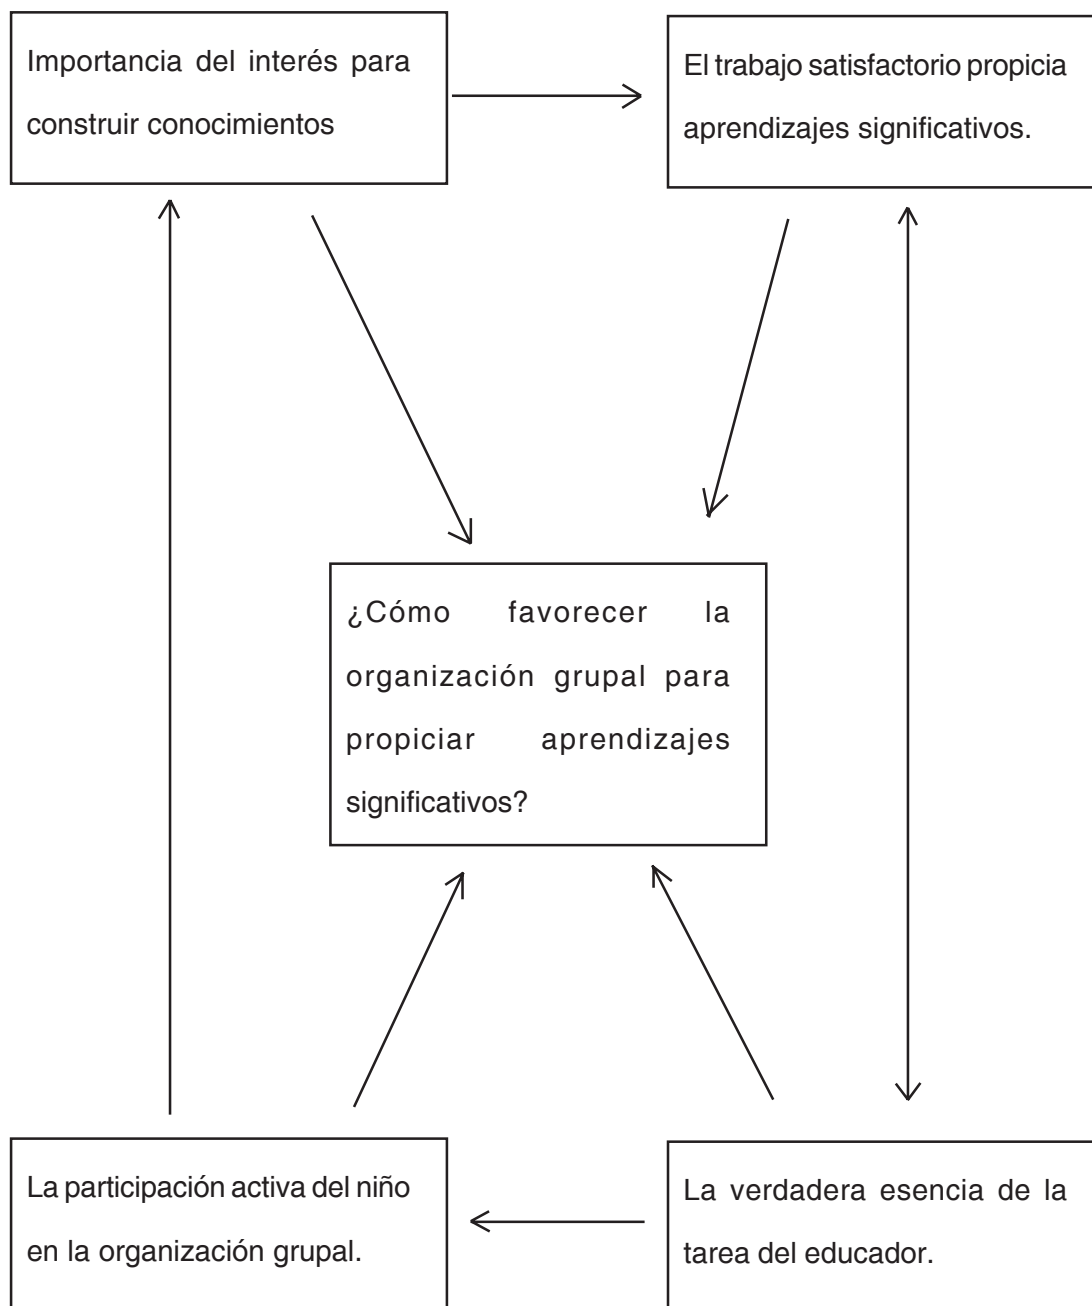 Importancia del interés para
construir conocimientos
El trabajo satisfactorio propicia
aprendizajes significativos.
¿Cómo favorecer la
organización grupal para
propiciar aprendizajes
significativos?
La participación activa del niño
en la organización grupal.
La verdadera esencia de la
tarea del educador.